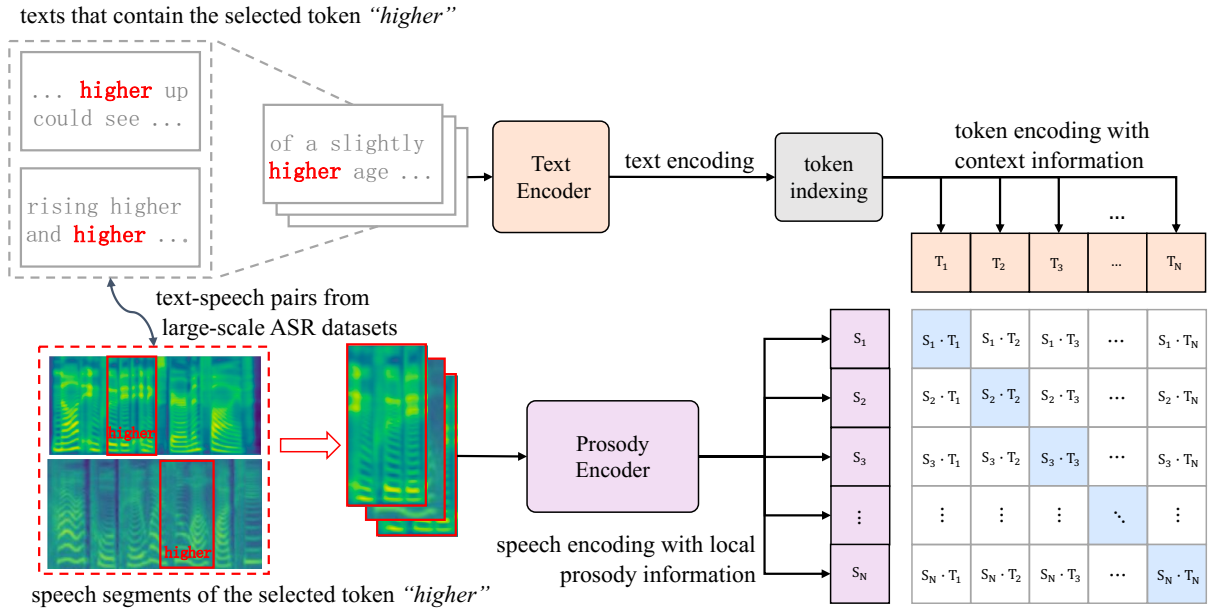 texts that contain the selected token “higher”
... higher up
could see ...
rising higher
and higher ...
of a slightly
higher age ...
Text
Encoder
text encoding
token
indexing
token encoding with
context information
...
T1 T2 T3 ... TN
text-speech pairs from
large-scale ASR datasets
higher
higher
Prosody
Encoder
speech encoding with local
prosody information
speech segments of the selected token “higher”
S1 S1 · T1 S1 · T2 S1 · T3 ⋯ S1 · TN
S2 S2 · T1 S2 · T2 S2 · T3 ⋯ S2 · TN
S3 S3 · T1 S3 · T2 S3 · T3 ⋯ S3 · TN
⋮ ⋮ ⋮ ⋮ ⋱ ⋮
SN SN · T1 SN · T2 SN · T3 ⋯ SN · TN